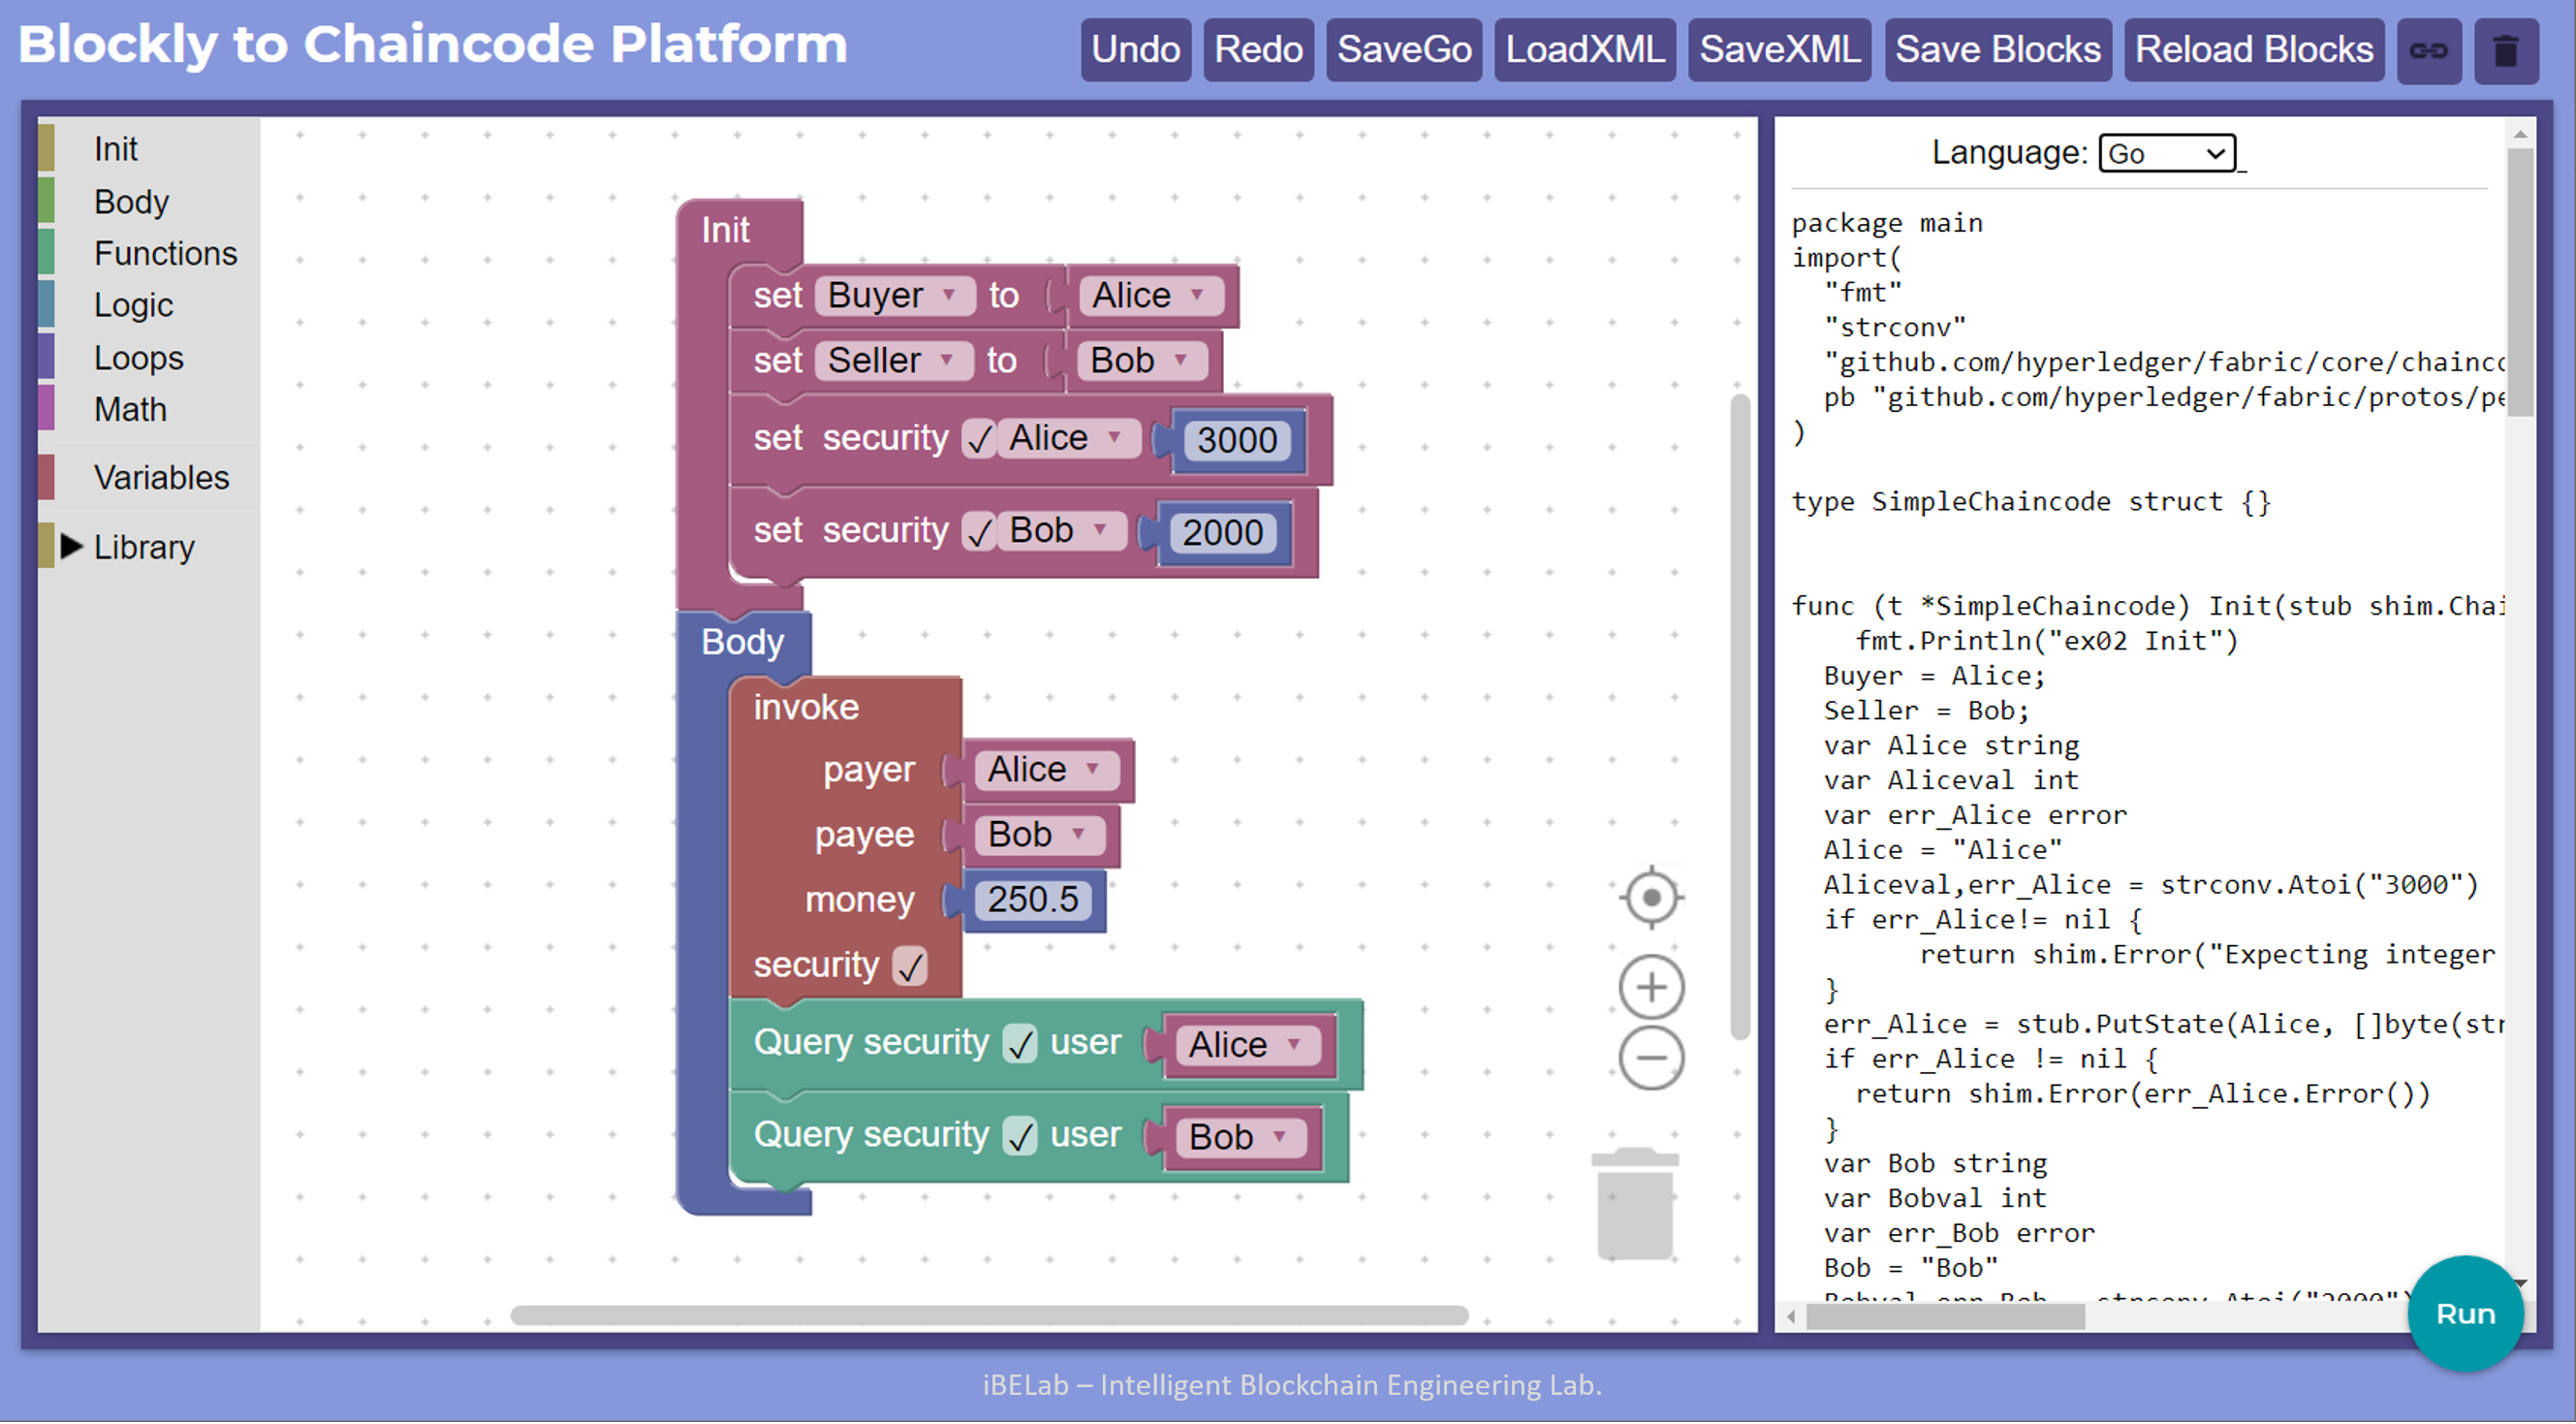 Blockly to Chaincode Platform
Undo Redo SaveGo LoadXML SaveXML Save Blocks Reload Blocks
Init
Body
Functions
Logic
Loops
Math
Variables
Library
Init
set Buyer to Alice
set Seller to Bob
set security ✓ Alice 3000
set security ✓ Bob 2000
Body
invoke
payer Alice
payee Bob
money 250.5
security ✓
Query security ✓ user Alice
Query security ✓ user Bob
Language: Go
package main
import(
"fmt"
"strconv"
"github.com/hyperledger/fabric/core/chainco
pb "github.com/hyperledger/fabric/protos/pe
)
type SimpleChaincode struct {}
func (t *SimpleChaincode) Init(stub shim.Chai
fmt.Println("ex02 Init")
Buyer = Alice;
Seller = Bob;
var Alice string
var Aliceval int
var err_Alice error
Alice = "Alice"
Aliceval,err_Alice = strconv.Atoi("3000")
if err_Alice!= nil {
return shim.Error("Expecting integer
}
err_Alice = stub.PutState(Alice, []byte(str
if err_Alice != nil {
return shim.Error(err_Alice.Error())
}
var Bob string
var Bobval int
var err_Bob error
Bob = "Bob"
Run
iBELab – Intelligent Blockchain Engineering Lab.